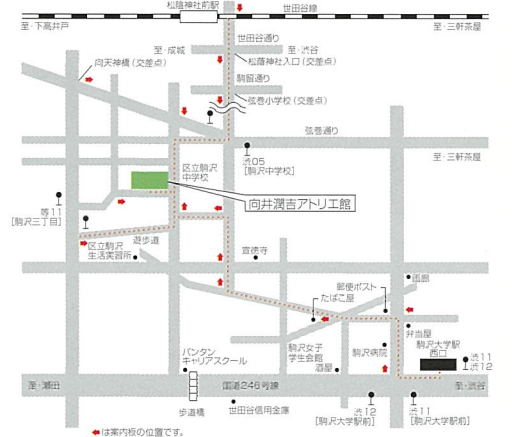 松陰神社前駅
世田谷線
至・下高井戸
至・三軒茶屋
世田谷通り
至・成城
至・渋谷
向天神橋(交差点)
松蔭神社入口(交差点)
駒留通り
弦巻小学校(交差点)
弦巻通り
区立駒沢
中学校
渋05
[駒沢中学校]
至・三軒茶屋
向井潤吉アトリエ館
等11
[駒沢三丁目]
区立駒沢
生活実習所
遊歩道
宣徳寺
函嶌
郵便ポスト
たばこ屋
弁当屋
駒沢大学駅
西口
駒沢女子
学生会館
駒沢病院
酒屋
バンタン
キャリアスクール
渋11
渋12
至・瀬田
国道246号線
至・渋谷
歩道橋
世田谷信用金庫
渋12
[駒沢大学駅前]
渋11
[駒沢大学駅前]
は案内板の位置です。